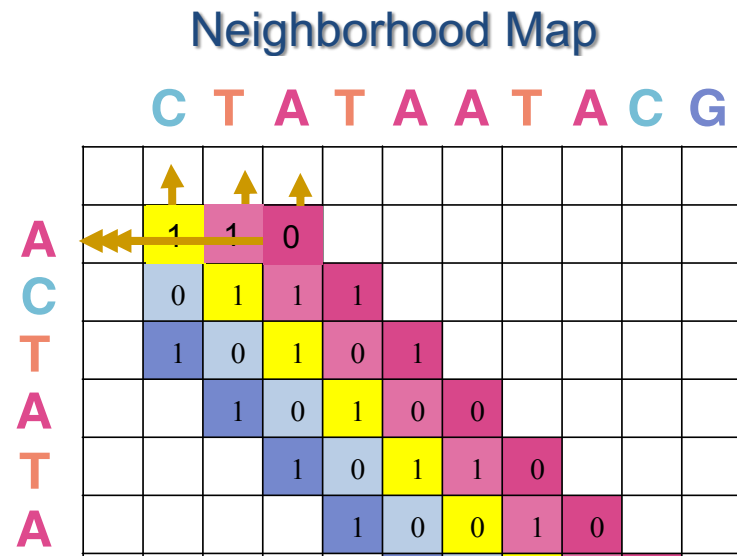 Neighborhood Map
C T A T A A T A C G
A 1 1 0
C 0 1 1 1
T 1 0 1 0 1
A 1 0 1 0 0
T 1 0 1 1 0
A 1 0 0 1 0